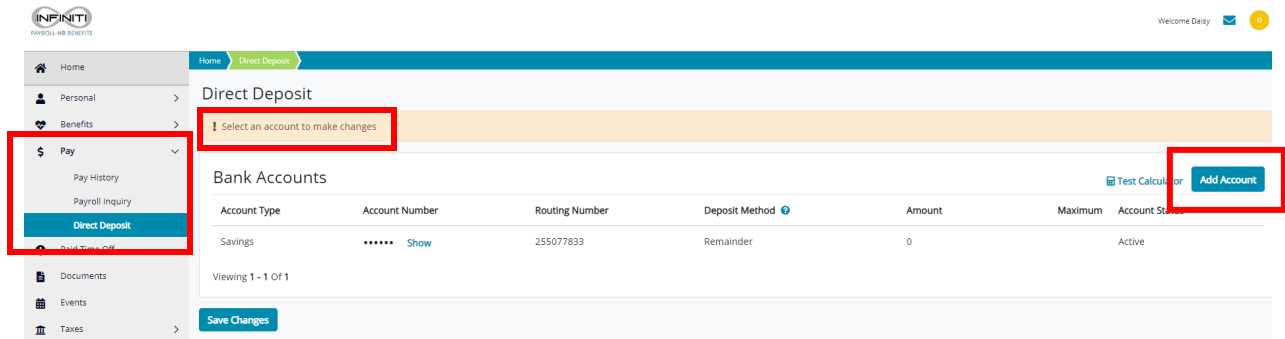 INFINITI
PAYROLL·HR·BENEFITS
Welcome Daisy
D
Home
Personal
Benefits
Pay
Pay History
Payroll Inquiry
Direct Deposit
Paid Time Off
Documents
Events
Taxes
Home Direct Deposit
Direct Deposit
! Select an account to make changes
Bank Accounts
Test Calculator Add Account
Account Type Account Number Routing Number Deposit Method ? Amount Maximum Account Status
Savings •••••• Show 255077833 Remainder 0 Active
Viewing 1 - 1 Of 1
Save Changes